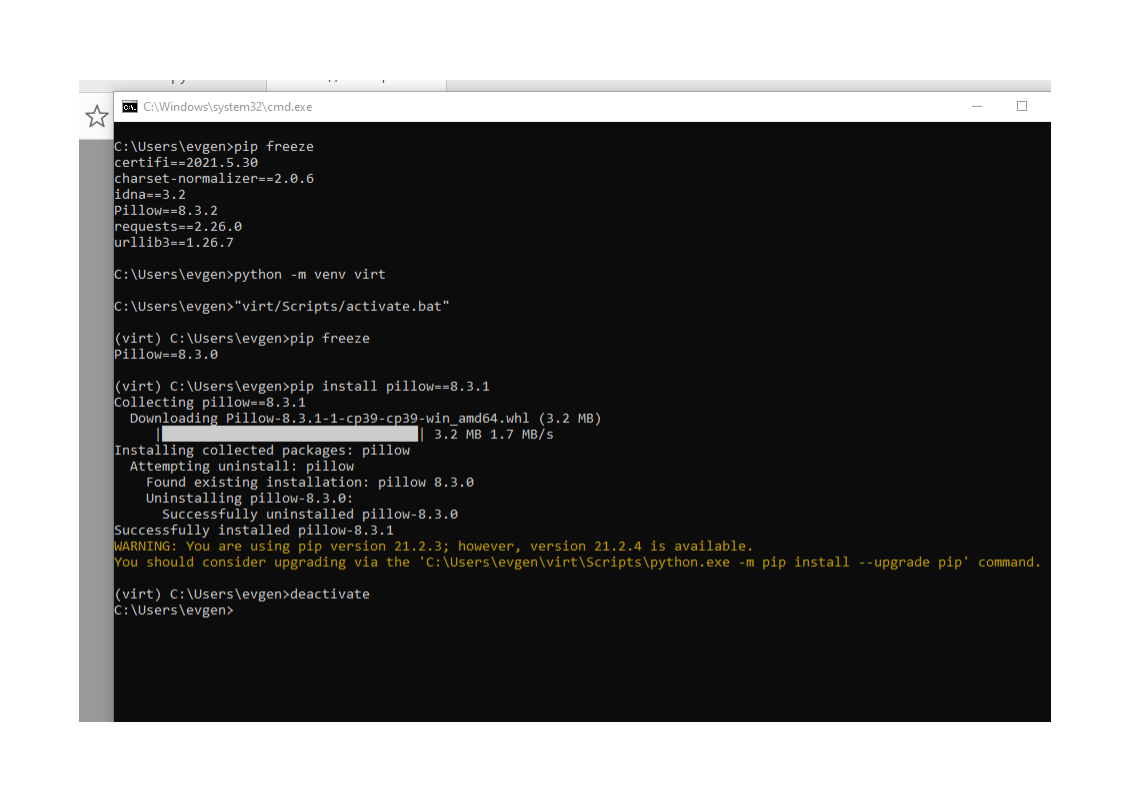 C:\Windows\system32\cmd.exe
C:\Users\evgen>pip freeze
certifi==2021.5.30
charset-normalizer==2.0.6
idna==3.2
Pillow==8.3.2
requests==2.26.0
urllib3==1.26.7
C:\Users\evgen>python -m venv virt
C:\Users\evgen>"virt/Scripts/activate.bat"
(virt) C:\Users\evgen>pip freeze
Pillow==8.3.0
(virt) C:\Users\evgen>pip install pillow==8.3.1
Collecting pillow==8.3.1
Downloading Pillow-8.3.1-1-cp39-cp39-win_amd64.whl (3.2 MB)
| | 3.2 MB 1.7 MB/s
Installing collected packages: pillow
Attempting uninstall: pillow
Found existing installation: pillow 8.3.0
Uninstalling pillow-8.3.0:
Successfully uninstalled pillow-8.3.0
Successfully installed pillow-8.3.1
WARNING: You are using pip version 21.2.3; however, version 21.2.4 is available.
You should consider upgrading via the 'C:\Users\evgen\virt\Scripts\python.exe -m pip install --upgrade pip' command.
(virt) C:\Users\evgen>deactivate
C:\Users\evgen>